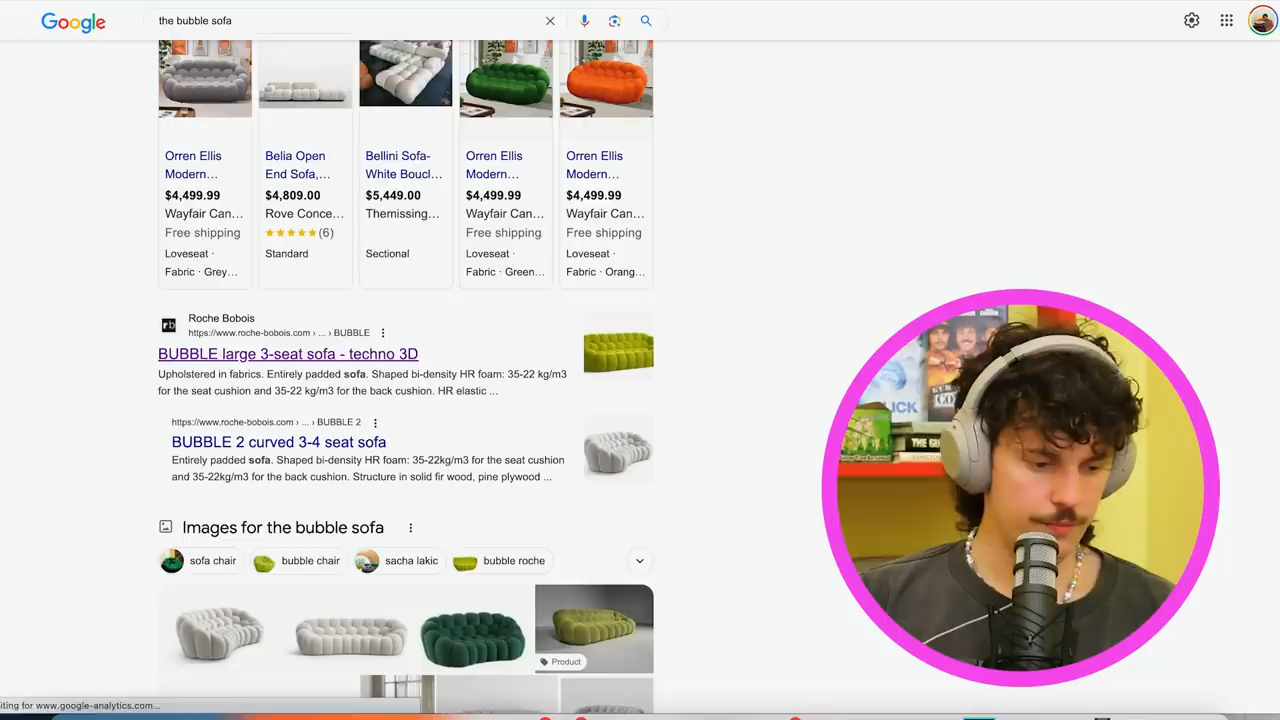 Google
the bubble sofa
Orren Ellis
Modern…
$4,499.99
Wayfair Can…
Free shipping
Loveseat ·
Fabric · Grey…
Belia Open
End Sofa,…
$4,809.00
Rove Conce…
(6)
Standard
Bellini Sofa-
White Boucl…
$5,449.00
Themissing…
Sectional
Orren Ellis
Modern…
$4,499.99
Wayfair Can…
Free shipping
Loveseat ·
Fabric · Green…
Orren Ellis
Modern…
$4,499.99
Wayfair Can…
Free shipping
Loveseat ·
Fabric · Orang…
rb
Roche Bobois
https://www.roche-bobois.com › ... › BUBBLE
BUBBLE large 3-seat sofa - techno 3D
Upholstered in fabrics. Entirely padded sofa. Shaped bi-density HR foam: 35-22 kg/m3
for the seat cushion and 35-22 kg/m3 for the back cushion. HR elastic ...
https://www.roche-bobois.com › ... › BUBBLE 2
BUBBLE 2 curved 3-4 seat sofa
Entirely padded sofa. Shaped bi-density HR foam: 35-22kg/m3 for the seat cushion
and 35-22kg/m3 for the back cushion. Structure in solid fir wood, pine plywood ...
Images for the bubble sofa
sofa chair
bubble chair
sacha lakic
bubble roche
Product
iting for www.google-analytics.com...